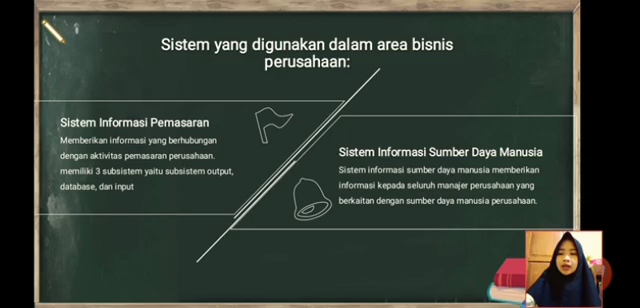 Sistem yang digunakan dalam area bisnis
perusahaan:
Sistem Informasi Pemasaran
Memberikan informasi yang berhubungan
dengan aktivitas pemasaran perusahaan.
memiliki 3 subsistem yaitu subsistem output,
database, dan input
Sistem Informasi Sumber Daya Manusia
Sistem informasi sumber daya manusia memberikan
informasi kepada seluruh manajer perusahaan yang
berkaitan dengan sumber daya manusia perusahaan.